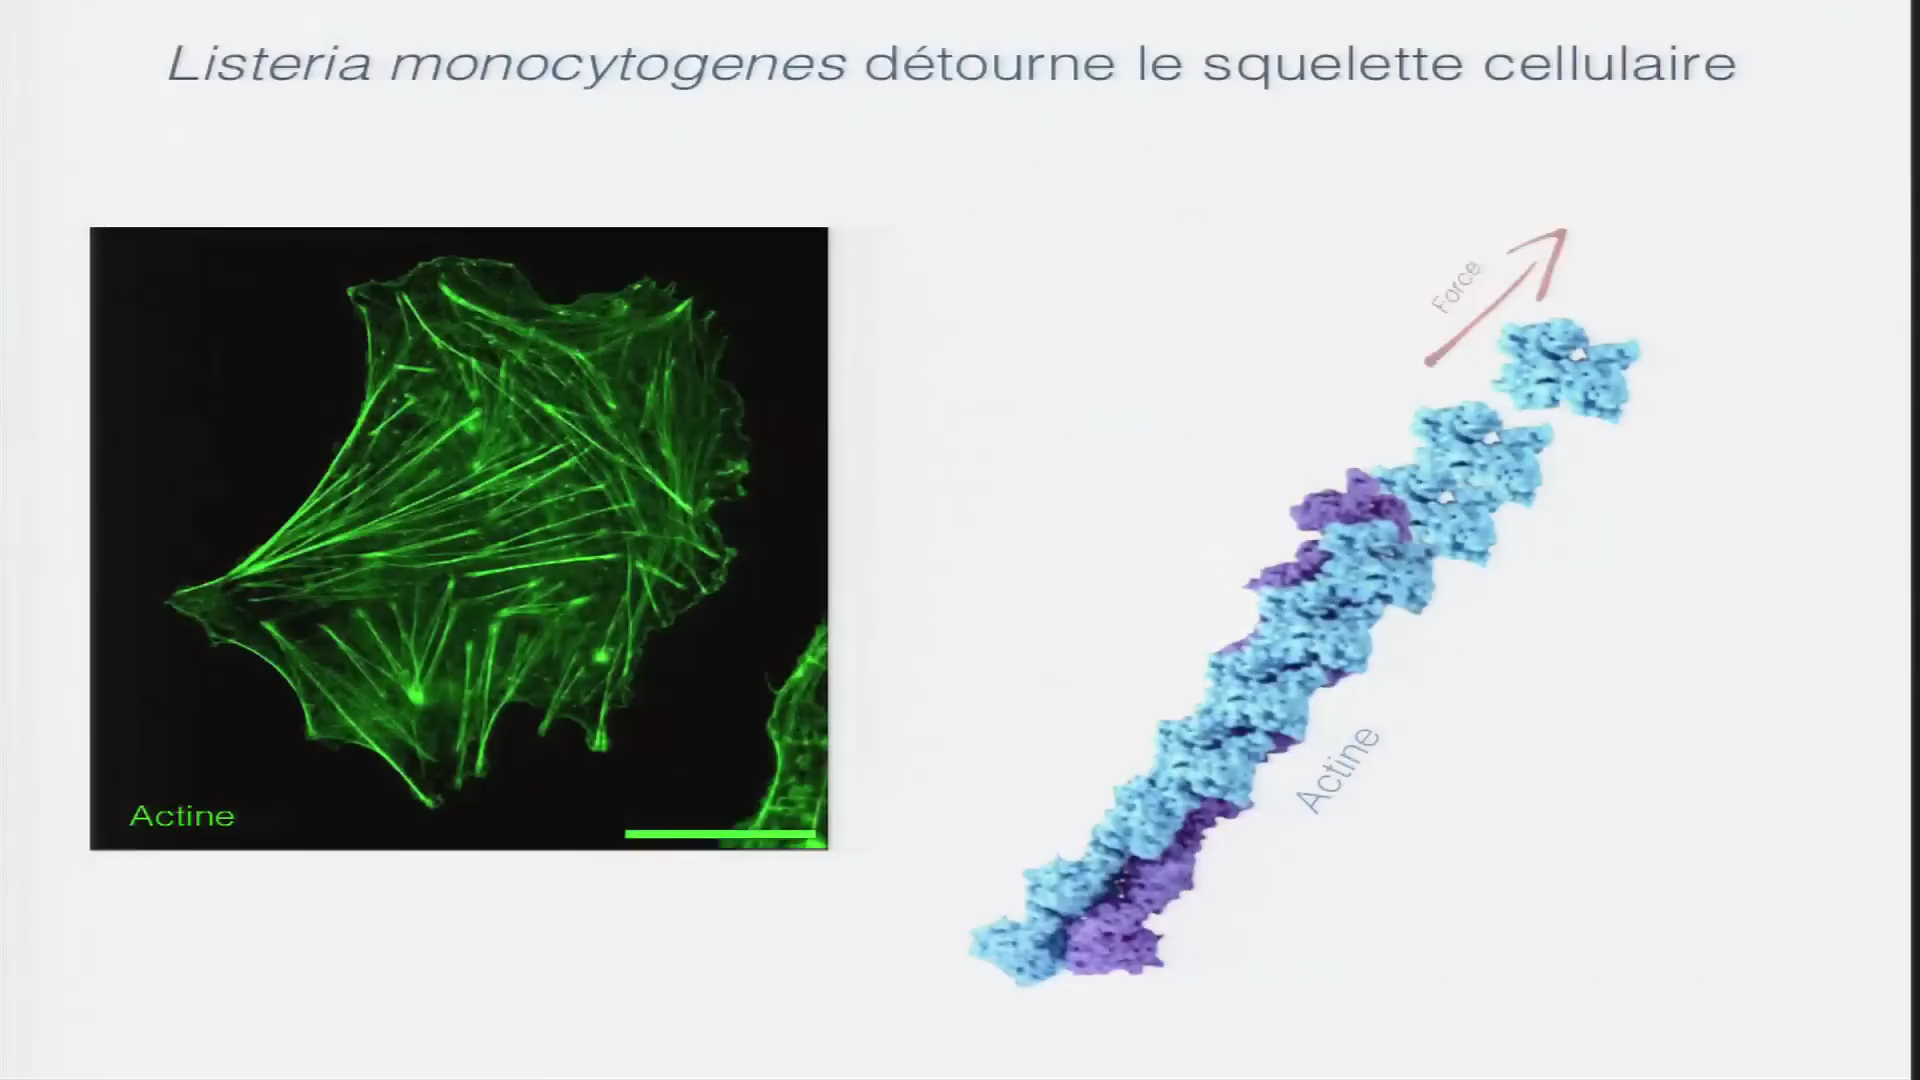 Listeria monocytogenes détourne le squelette cellulaire
Force
Actine
Actine